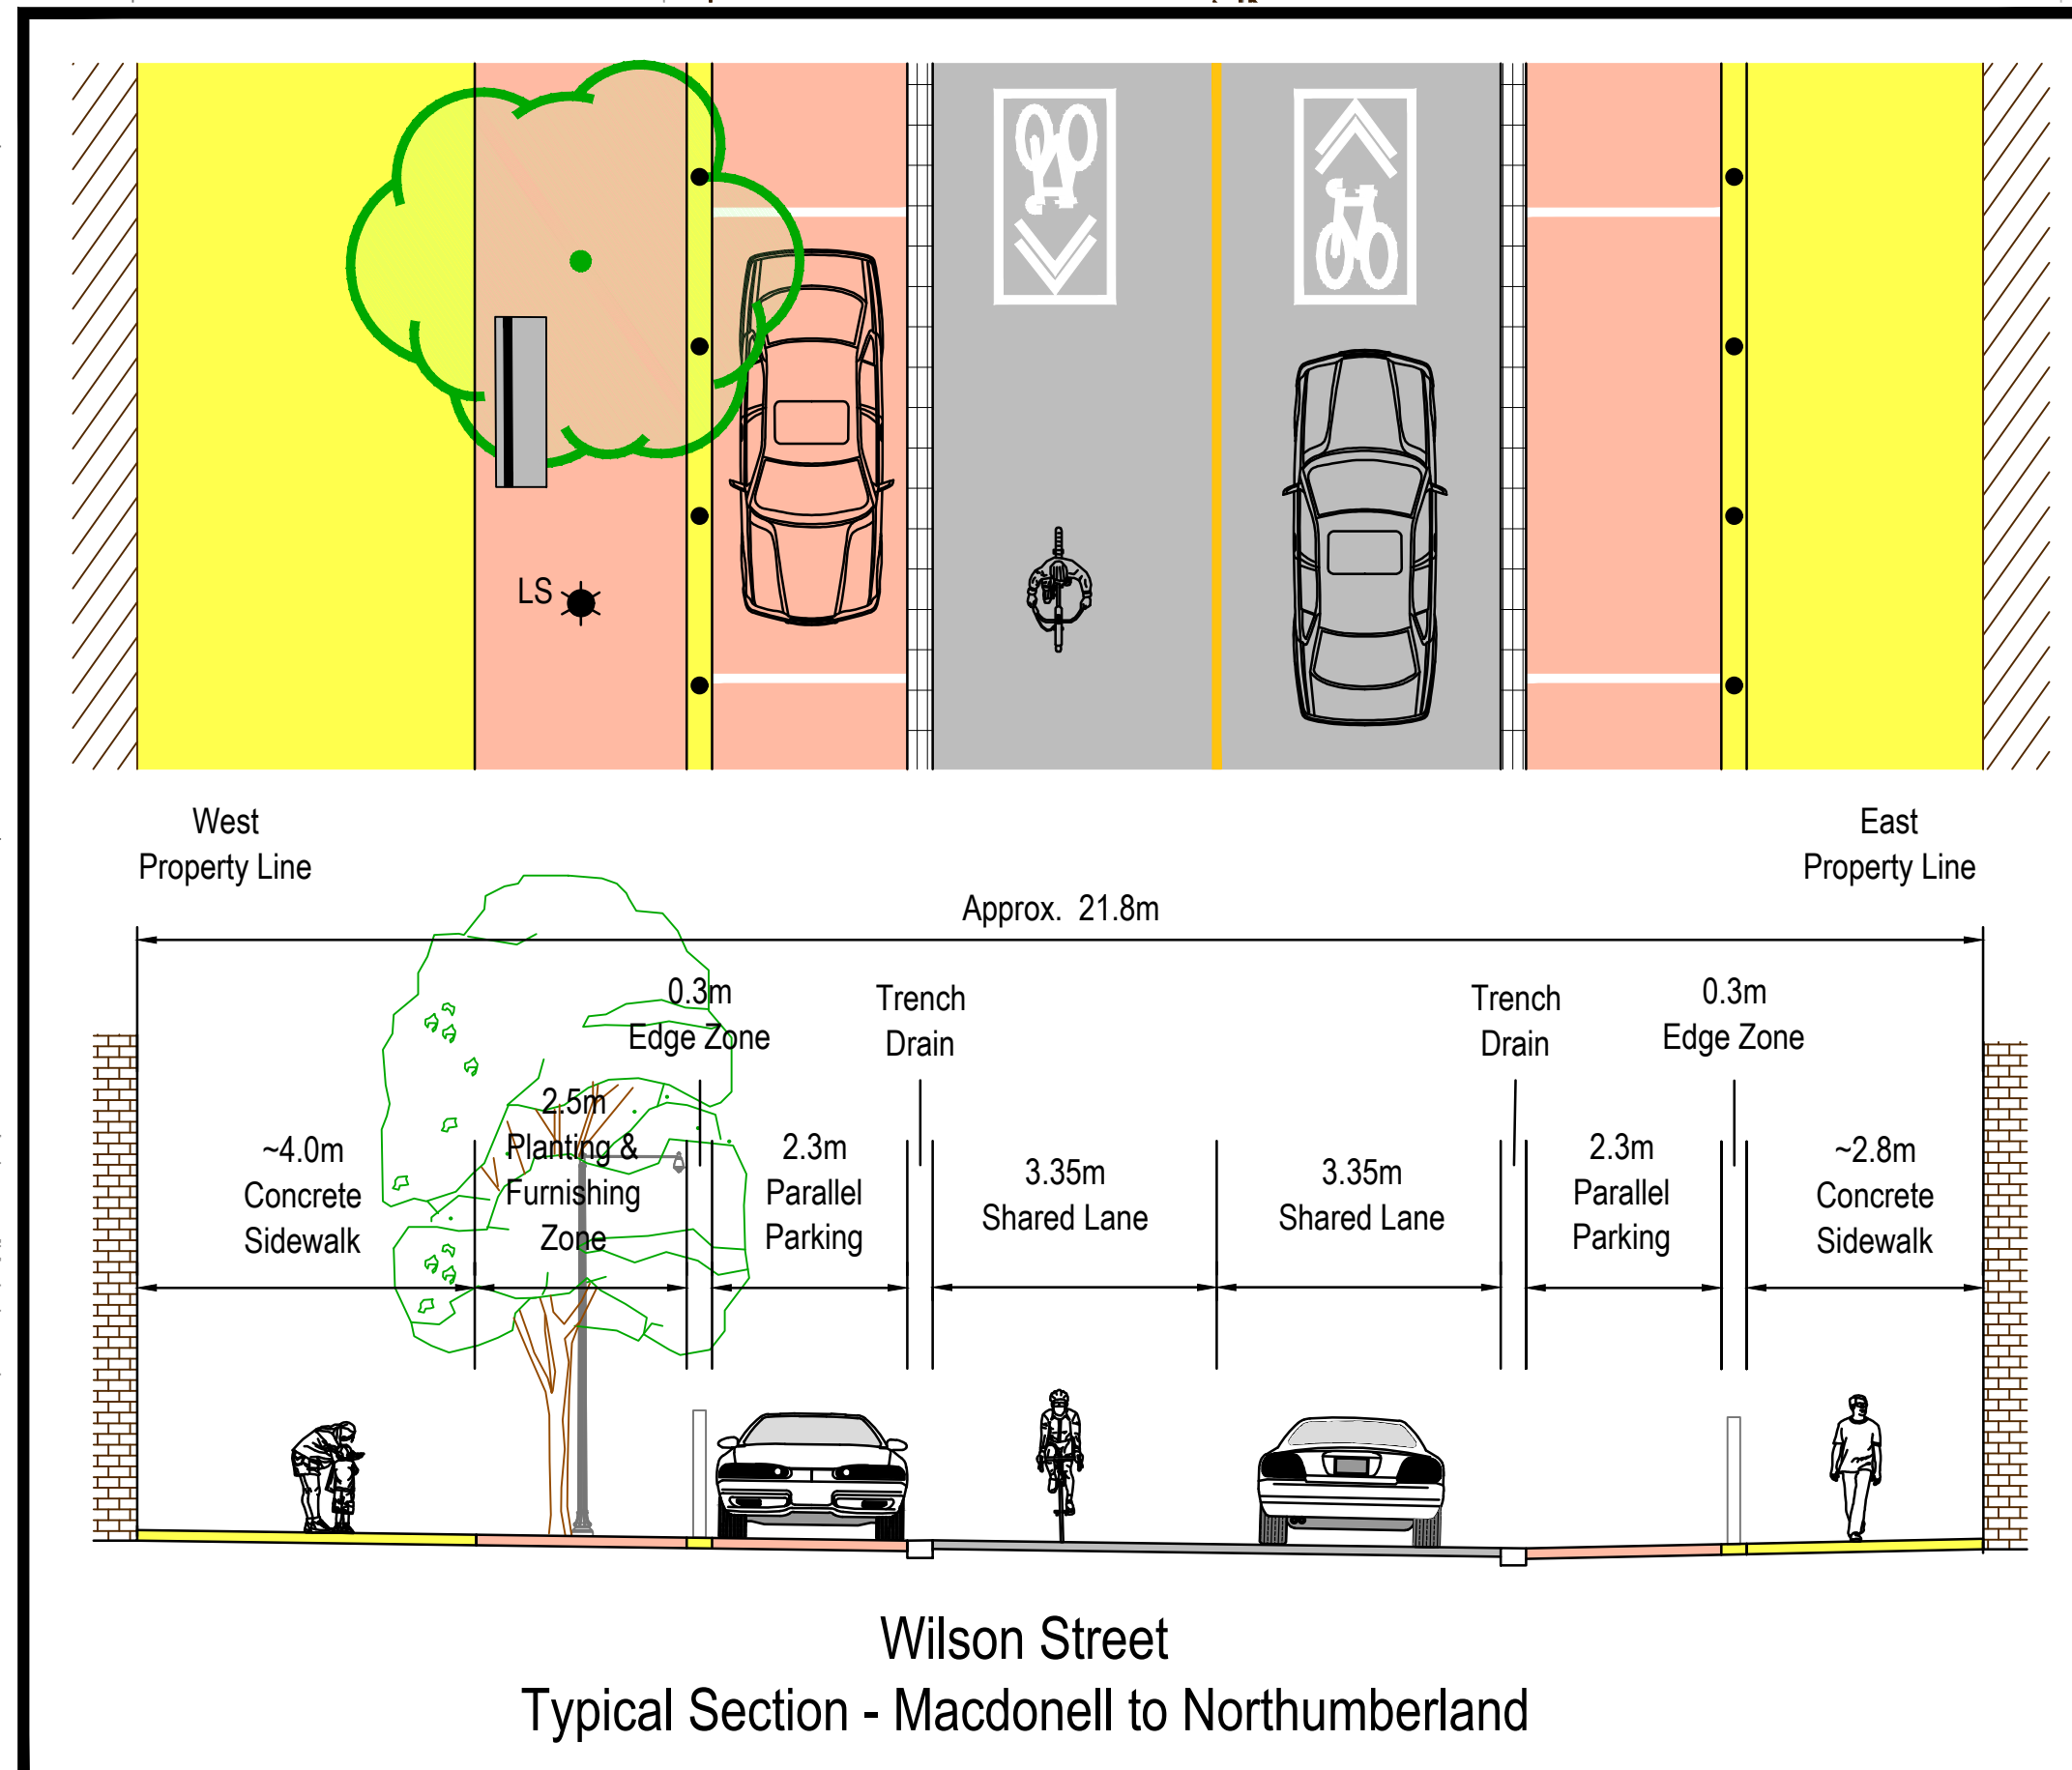 LS
West
Property Line
East
Property Line
Approx. 21.8m
~4.0m
Concrete
Sidewalk
2.5m
Planting &
Furnishing
Zone
0.3m
Edge Zone
2.3m
Parallel
Parking
Trench
Drain
3.35m
Shared Lane
3.35m
Shared Lane
Trench
Drain
2.3m
Parallel
Parking
0.3m
Edge Zone
~2.8m
Concrete
Sidewalk
Wilson Street
Typical Section - Macdonell to Northumberland